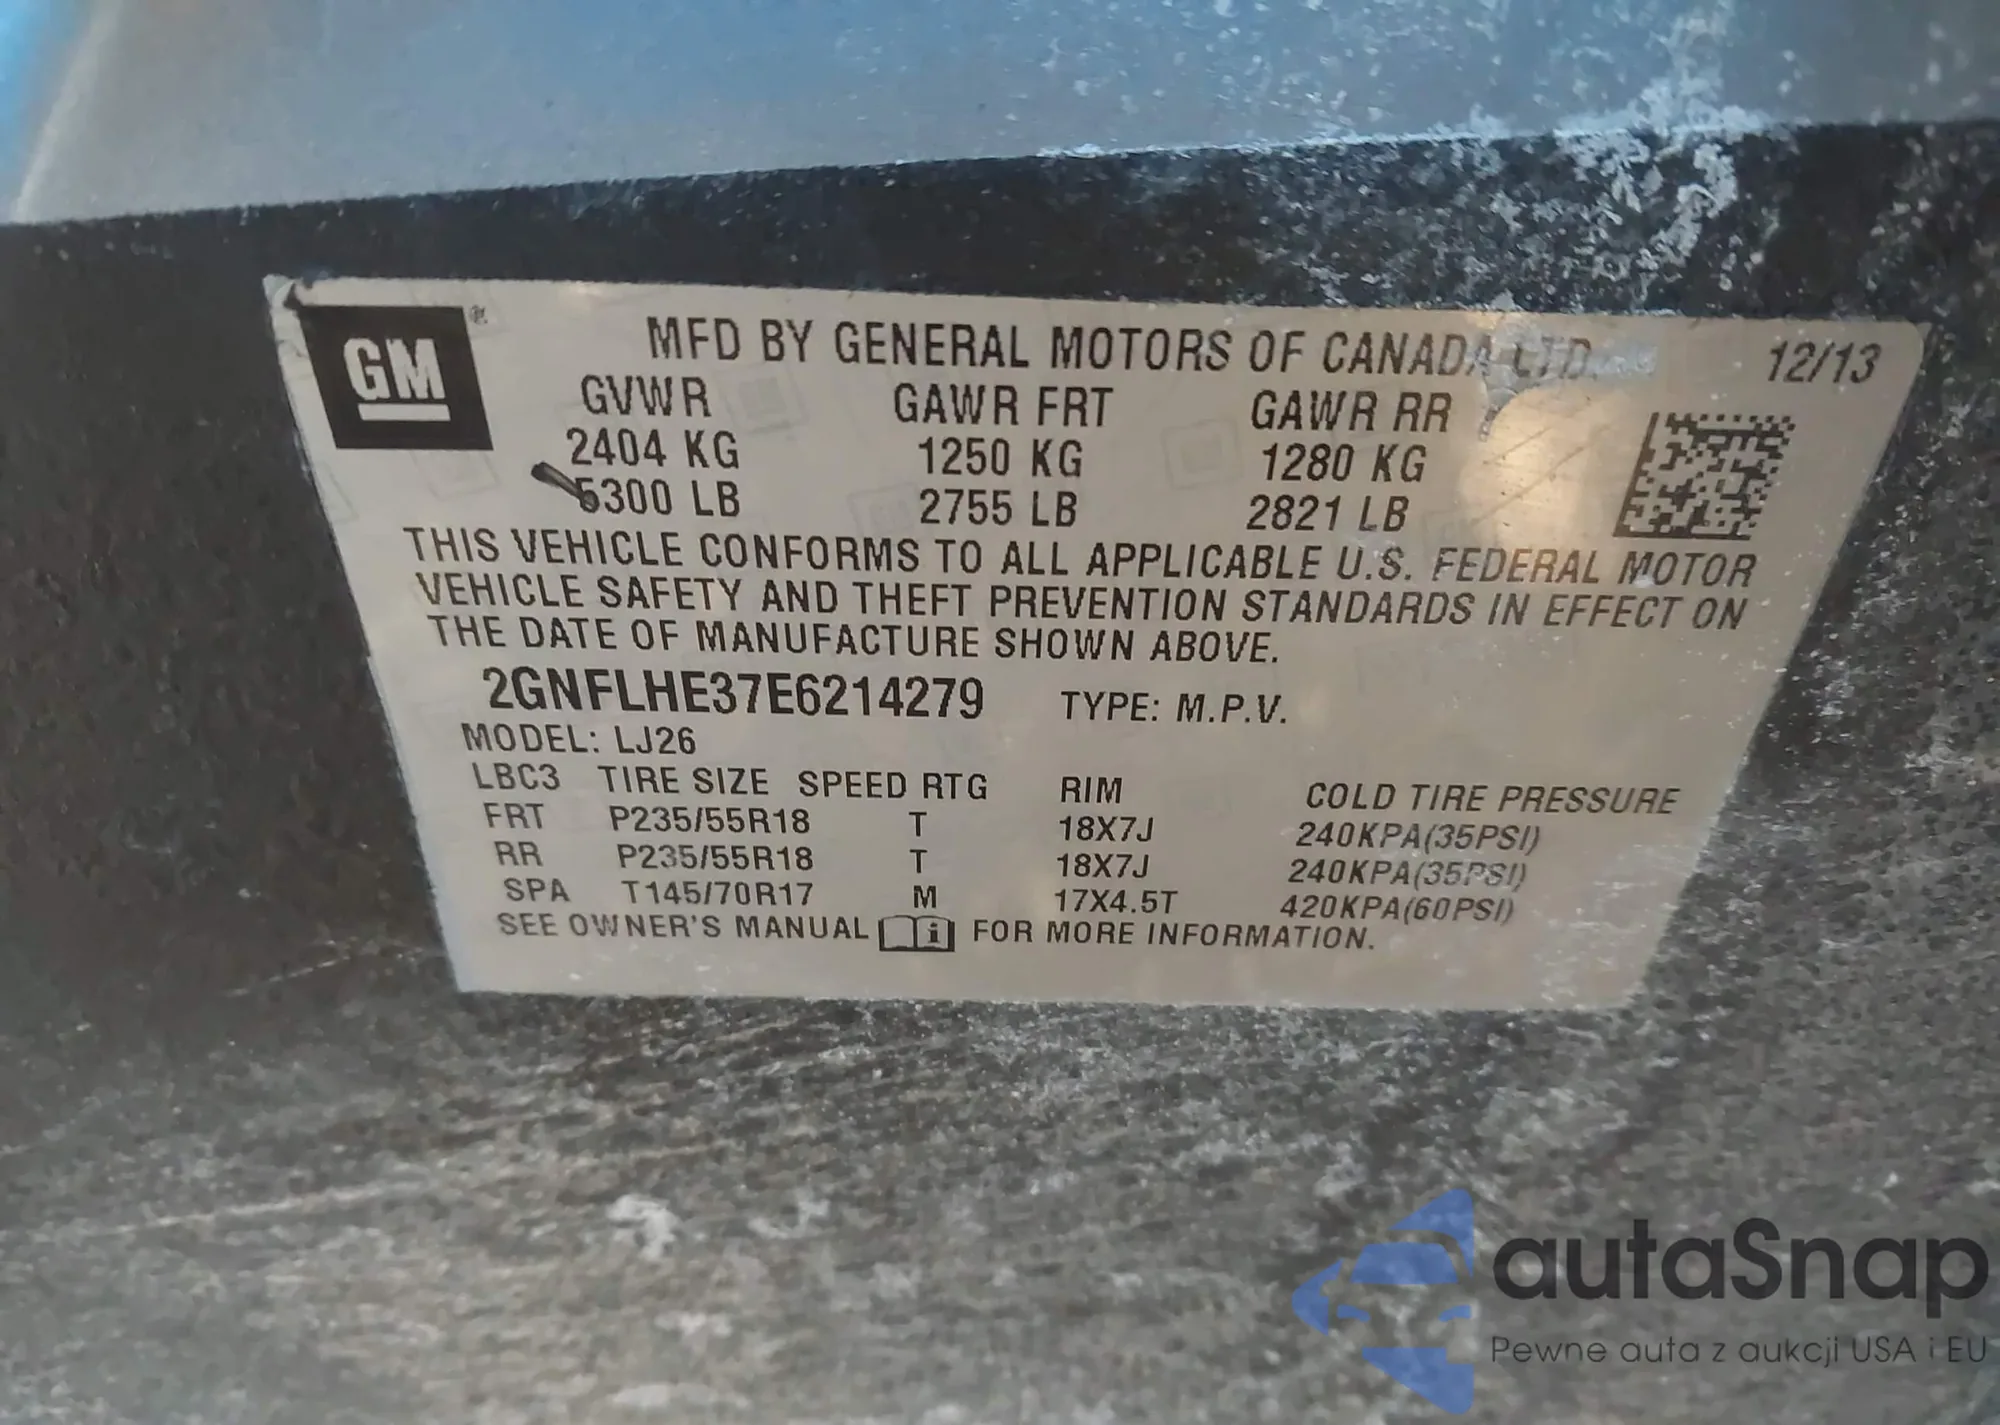 GM ®
MFD BY GENERAL MOTORS OF CANADA LTD. 12/13
GVWR GAWR FRT GAWR RR
2404 KG 1250 KG 1280 KG
5300 LB 2755 LB 2821 LB
THIS VEHICLE CONFORMS TO ALL APPLICABLE U.S. FEDERAL MOTOR
VEHICLE SAFETY AND THEFT PREVENTION STANDARDS IN EFFECT ON
THE DATE OF MANUFACTURE SHOWN ABOVE.
2GNFLHE37E6214279 TYPE: M.P.V.
MODEL: LJ26
LBC3 TIRE SIZE SPEED RTG RIM COLD TIRE PRESSURE
FRT P235/55R18 T 18X7J 240KPA(35PSI)
RR P235/55R18 T 18X7J 240KPA(35PSI)
SPA T145/70R17 M 17X4.5T 420KPA(60PSI)
SEE OWNER'S MANUAL i FOR MORE INFORMATION.
autaSnap
Pewne auta z aukcji USA i EU